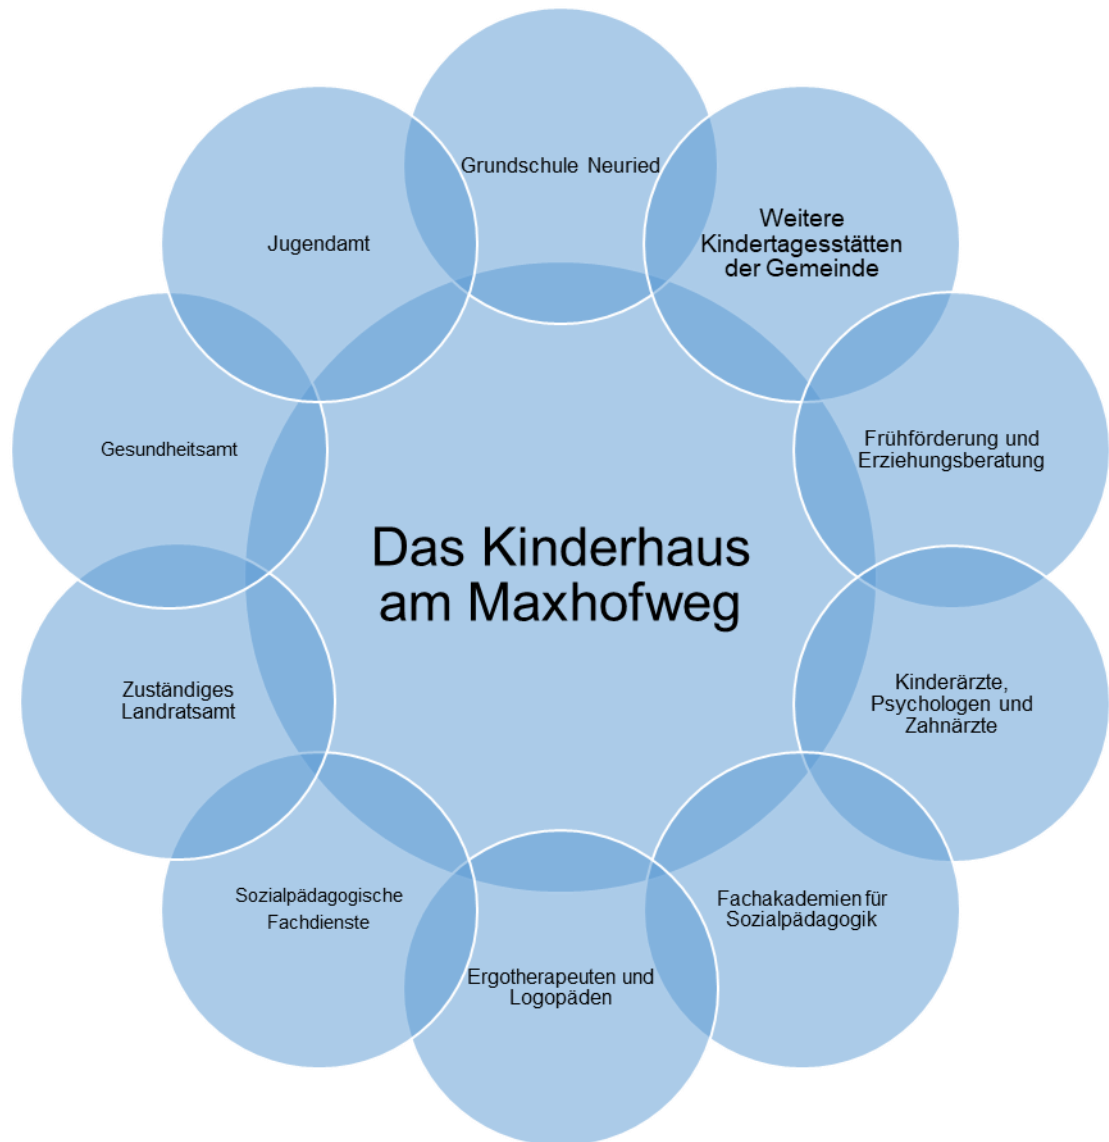 Grundschule Neuried
Weitere
Kindertagesstätten
der Gemeinde
Jugendamt
Frühförderung und
Erziehungsberatung
Gesundheitsamt
Das Kinderhaus
am Maxhofweg
Kinderärzte,
Psychologen und
Zahnärzte
Zuständiges
Landratsamt
Fachakademien für
Sozialpädagogik
Sozialpädagogische
Fachdienste
Ergotherapeuten und
Logopäden